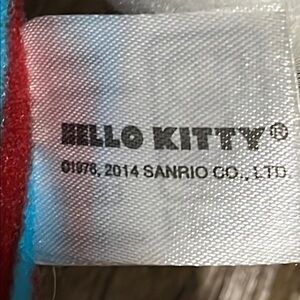 HELLO KITTY®
©1976, 2014 SANRIO CO., LTD.